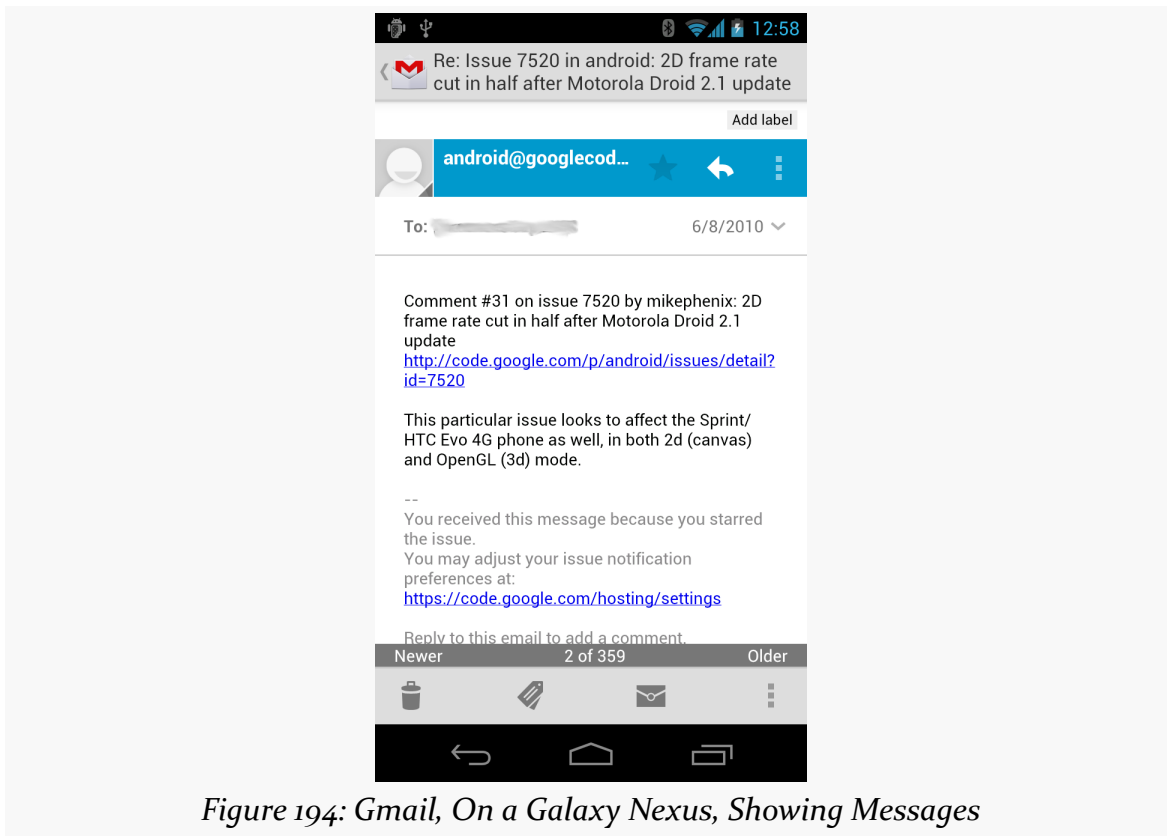 12:58
Re: Issue 7520 in android: 2D frame rate
cut in half after Motorola Droid 2.1 update
Add label
android@googlecod...
To:
6/8/2010
Comment #31 on issue 7520 by mikephenix: 2D
frame rate cut in half after Motorola Droid 2.1
update
http://code.google.com/p/android/issues/detail?
id=7520
This particular issue looks to affect the Sprint/
HTC Evo 4G phone as well, in both 2d (canvas)
and OpenGL (3d) mode.
--
You received this message because you starred
the issue.
You may adjust your issue notification
preferences at:
https://code.google.com/hosting/settings
Reply to this email to add a comment.
Newer 2 of 359 Older
Figure 194: Gmail, On a Galaxy Nexus, Showing Messages